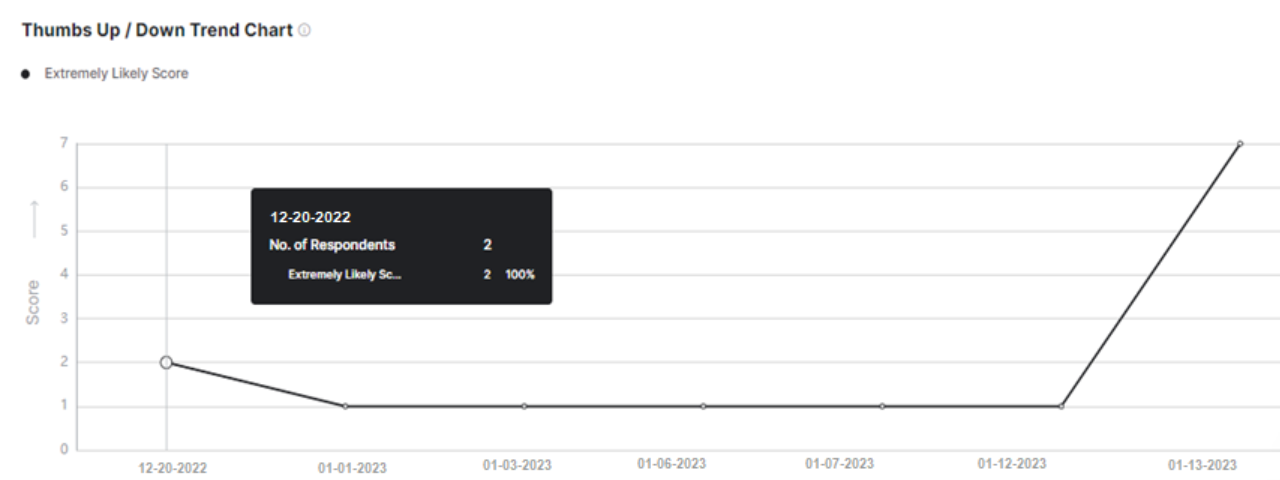 Thumbs Up / Down Trend Chart
Extremely Likely Score
7
6
5
4
3
2
1
0
Score
12-20-2022
No. of Respondents 2
Extremely Likely Sc... 2 100%
12-20-2022 01-01-2023 01-03-2023 01-06-2023 01-07-2023 01-12-2023 01-13-2023